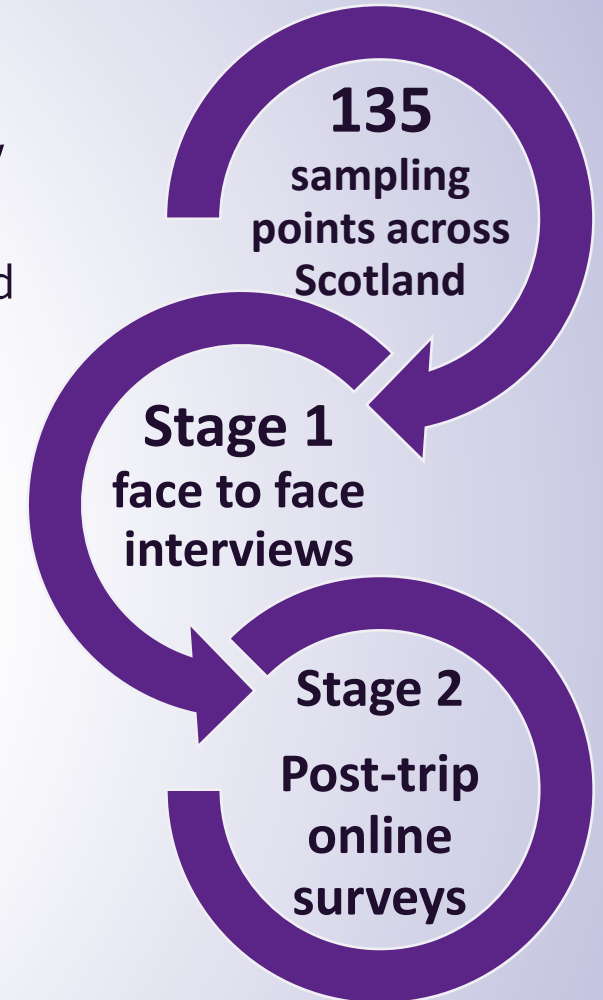 135
sampling
points across
Scotland
Stage 1
face to face
interviews
Stage 2
Post-trip
online
surveys